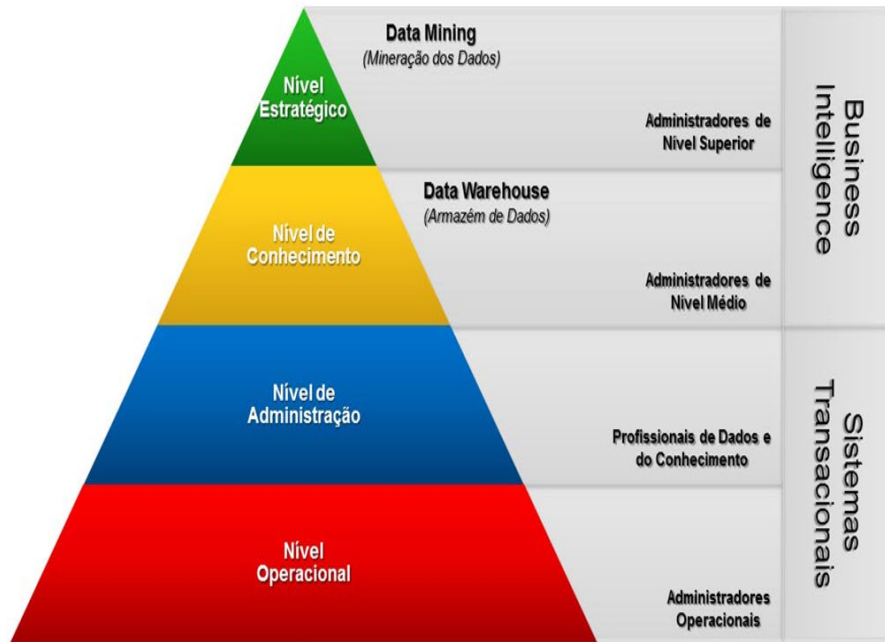 Data Mining
(Mineração dos Dados)
Nível
Estratégico
Administradores de
Nível Superior
Business
Intelligence
Data Warehouse
(Armazém de Dados)
Nível de
Conhecimento
Administradores de
Nível Médio
Nível de
Administração
Profissionais de Dados e
do Conhecimento
Sistemas
Transacionais
Nível
Operacional
Administradores
Operacionais